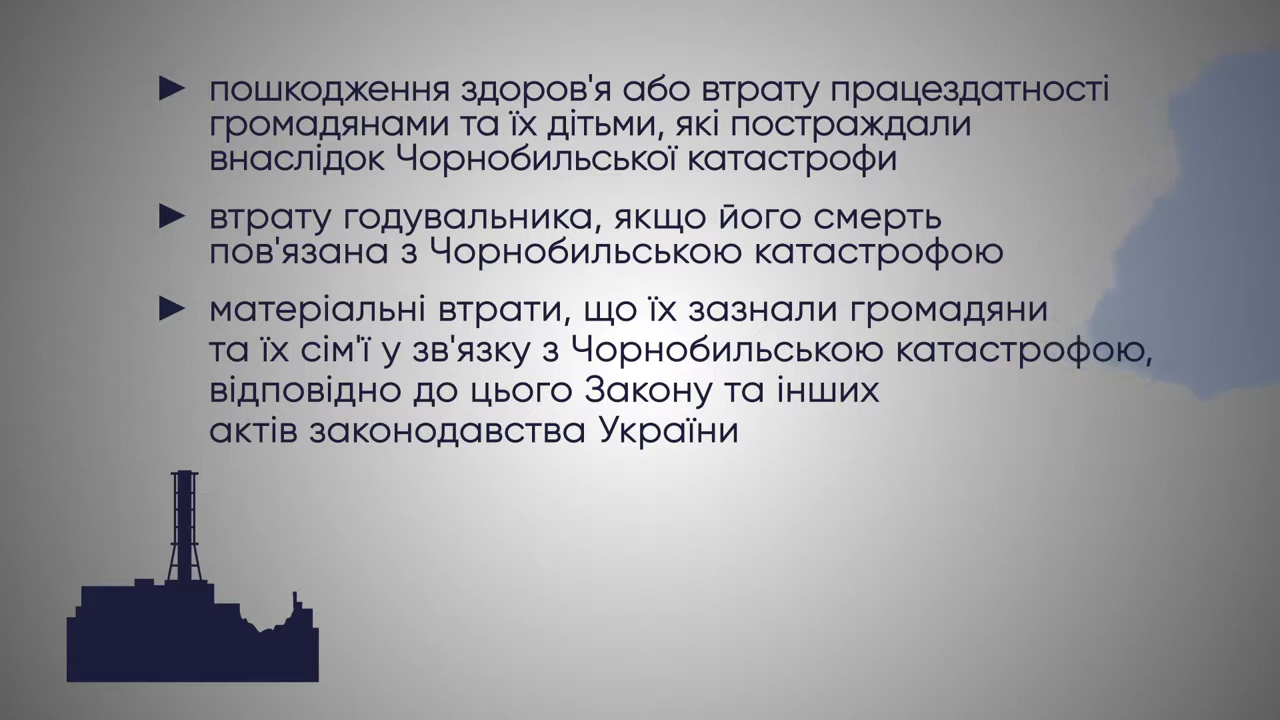 пошкодження здоров'я або втрату працездатності
громадянами та їх дітьми, які постраждали
внаслідок Чорнобильської катастрофи
втрату годувальника, якщо його смерть
пов'язана з Чорнобильською катастрофою
матеріальні втрати, що їх зазнали громадяни
та їх сім'ї у зв'язку з Чорнобильською катастрофою,
відповідно до цього Закону та інших
актів законодавства України